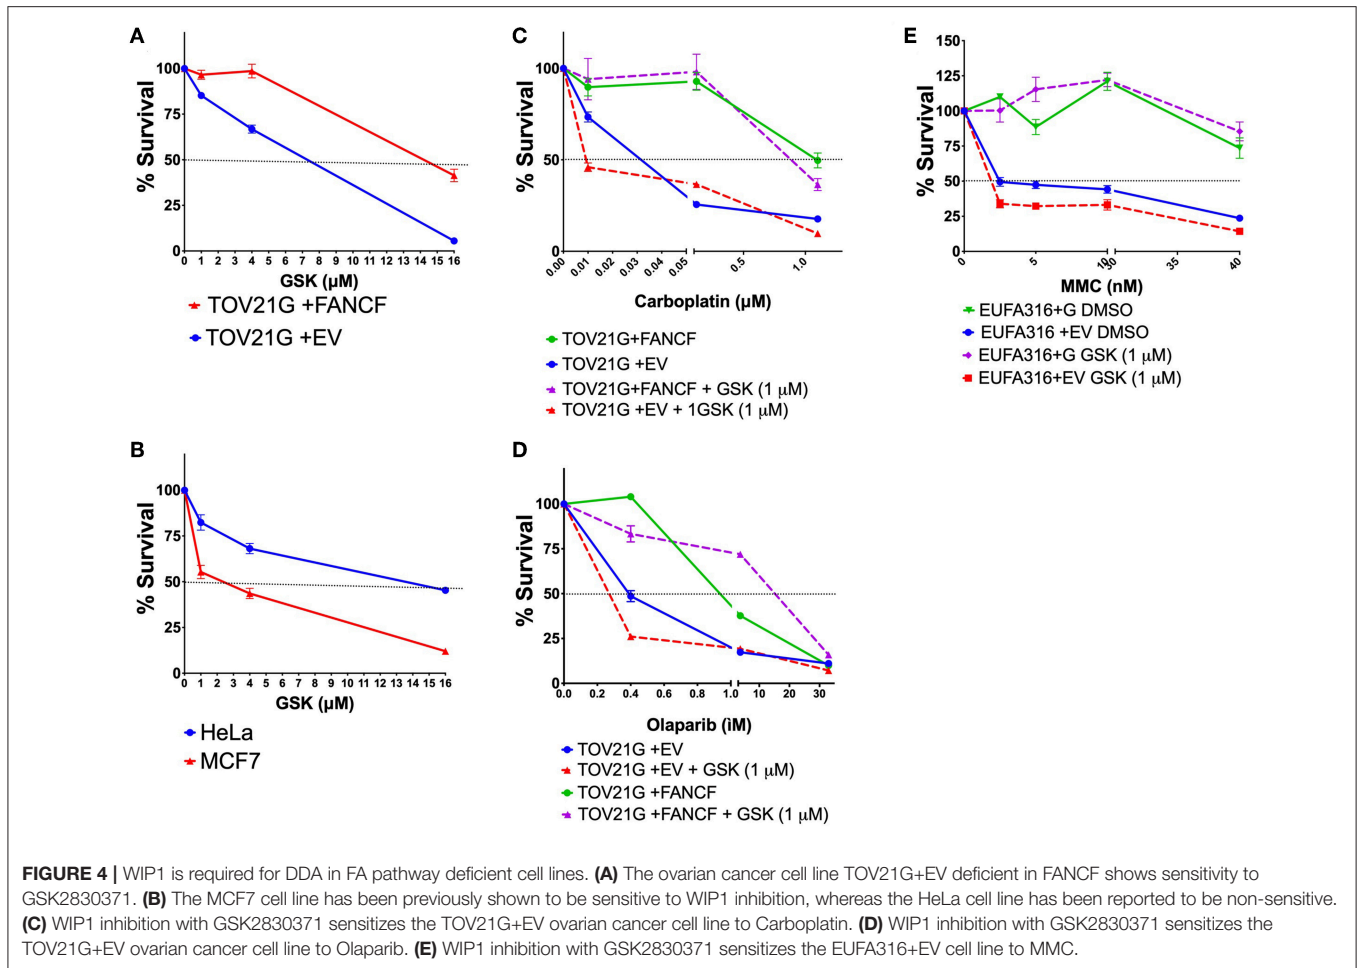 A
% Survival
100
75
50
25
0
0 1 2 3 4 5 6 7 8 9 10 11 12 13 14 15 16
GSK (µM)
TOV21G +FANCF
TOV21G +EV
C
% Survival
100
50
0
0.00 0.01 0.02 0.03 0.04 0.05 0.5 1.0
Carboplatin (µM)
TOV21G+FANCF
TOV21G +EV
TOV21G+FANCF + GSK (1 µM)
TOV21G +EV + 1GSK (1 µM)
E
% Survival
150
125
100
75
50
25
0
0 5 35 40
MMC (nM)
EUFA316+G DMSO
EUFA316 +EV DMSO
EUFA316+G GSK (1 µM)
EUFA316+EV GSK (1 µM)
B
% Survival
100
75
50
25
0
0 1 2 3 4 5 6 7 8 9 10 11 12 13 14 15 16
GSK (µM)
HeLa
MCF7
D
% Survival
100
75
50
25
0
0.0 0.2 0.4 0.6 0.8 1.0 10 20 30
Olaparib (ìM)
TOV21G +EV
TOV21G +EV + GSK (1 µM)
TOV21G +FANCF
TOV21G +FANCF + GSK (1 µM)
FIGURE 4 | WIP1 is required for DDA in FA pathway deficient cell lines. (A) The ovarian cancer cell line TOV21G+EV deficient in FANCF shows sensitivity to
GSK2830371. (B) The MCF7 cell line has been previously shown to be sensitive to WIP1 inhibition, whereas the HeLa cell line has been reported to be non-sensitive.
(C) WIP1 inhibition with GSK2830371 sensitizes the TOV21G+EV ovarian cancer cell line to Carboplatin. (D) WIP1 inhibition with GSK2830371 sensitizes the
TOV21G+EV ovarian cancer cell line to Olaparib. (E) WIP1 inhibition with GSK2830371 sensitizes the EUFA316+EV cell line to MMC.